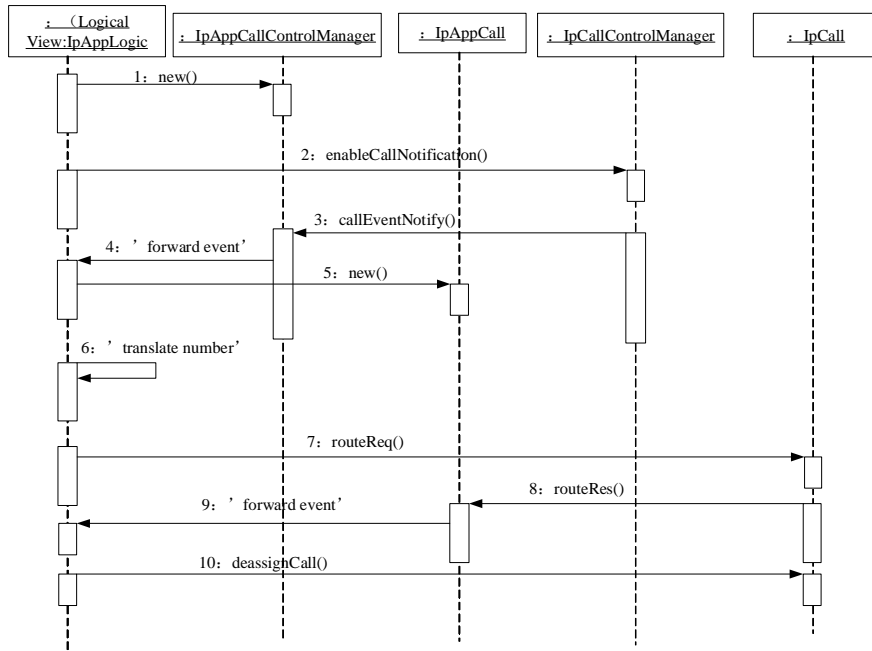 ：（Logical
View:IpAppLogic
：IpAppCallControlManager
：IpAppCall
：IpCallControlManager
：IpCall
1：new()
2：enableCallNotification()
3：callEventNotify()
4：’forward event’
5：new()
6：’translate number’
7：routeReq()
8：routeRes()
9：’forward event’
10：deassignCall()